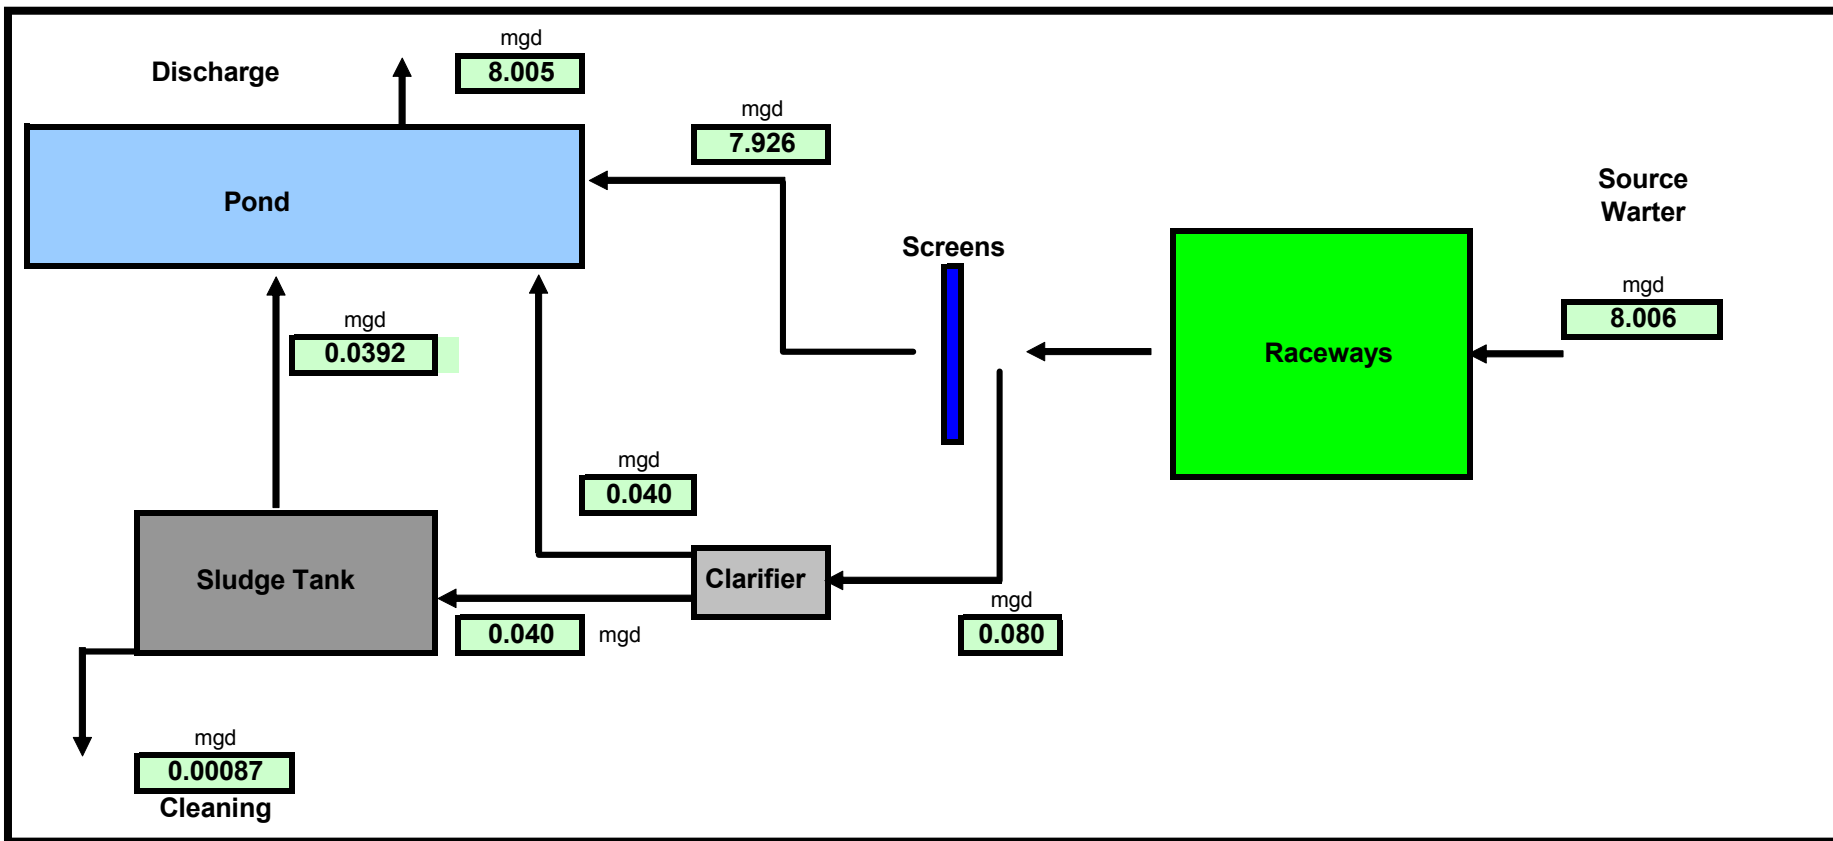 mgd
Discharge
8.005
mgd
7.926
Source
Warter
Pond
Screens
mgd
8.006
mgd
0.0392
Raceways
mgd
0.040
Sludge Tank
Clarifier
mgd
0.040
mgd
0.080
mgd
0.00087
Cleaning